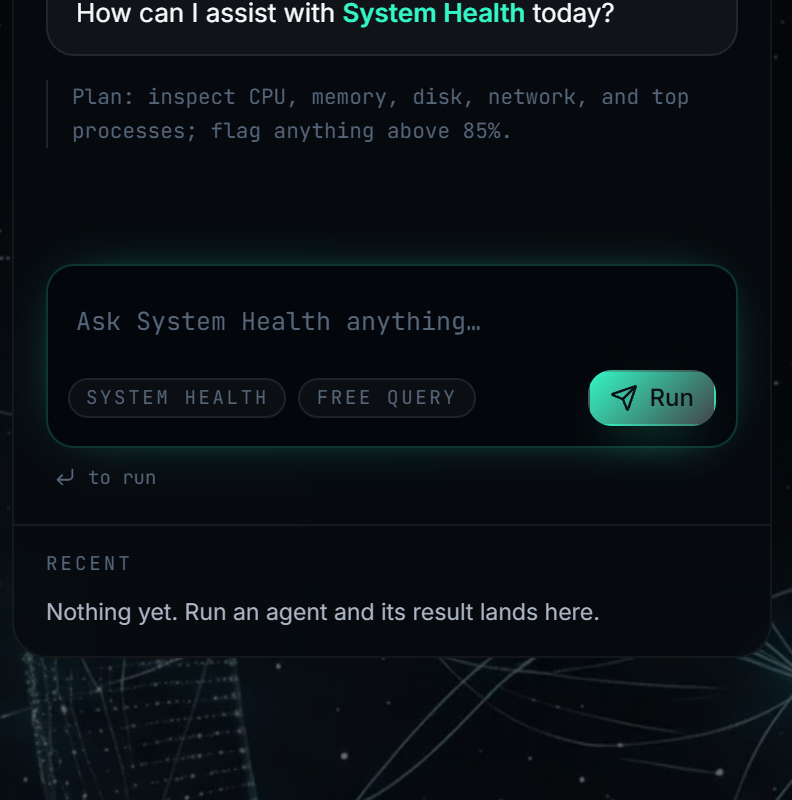 How can I assist with System Health today?
Plan: inspect CPU, memory, disk, network, and top
processes; flag anything above 85%.
Ask System Health anything…
SYSTEM HEALTH
FREE QUERY
Run
to run
RECENT
Nothing yet. Run an agent and its result lands here.